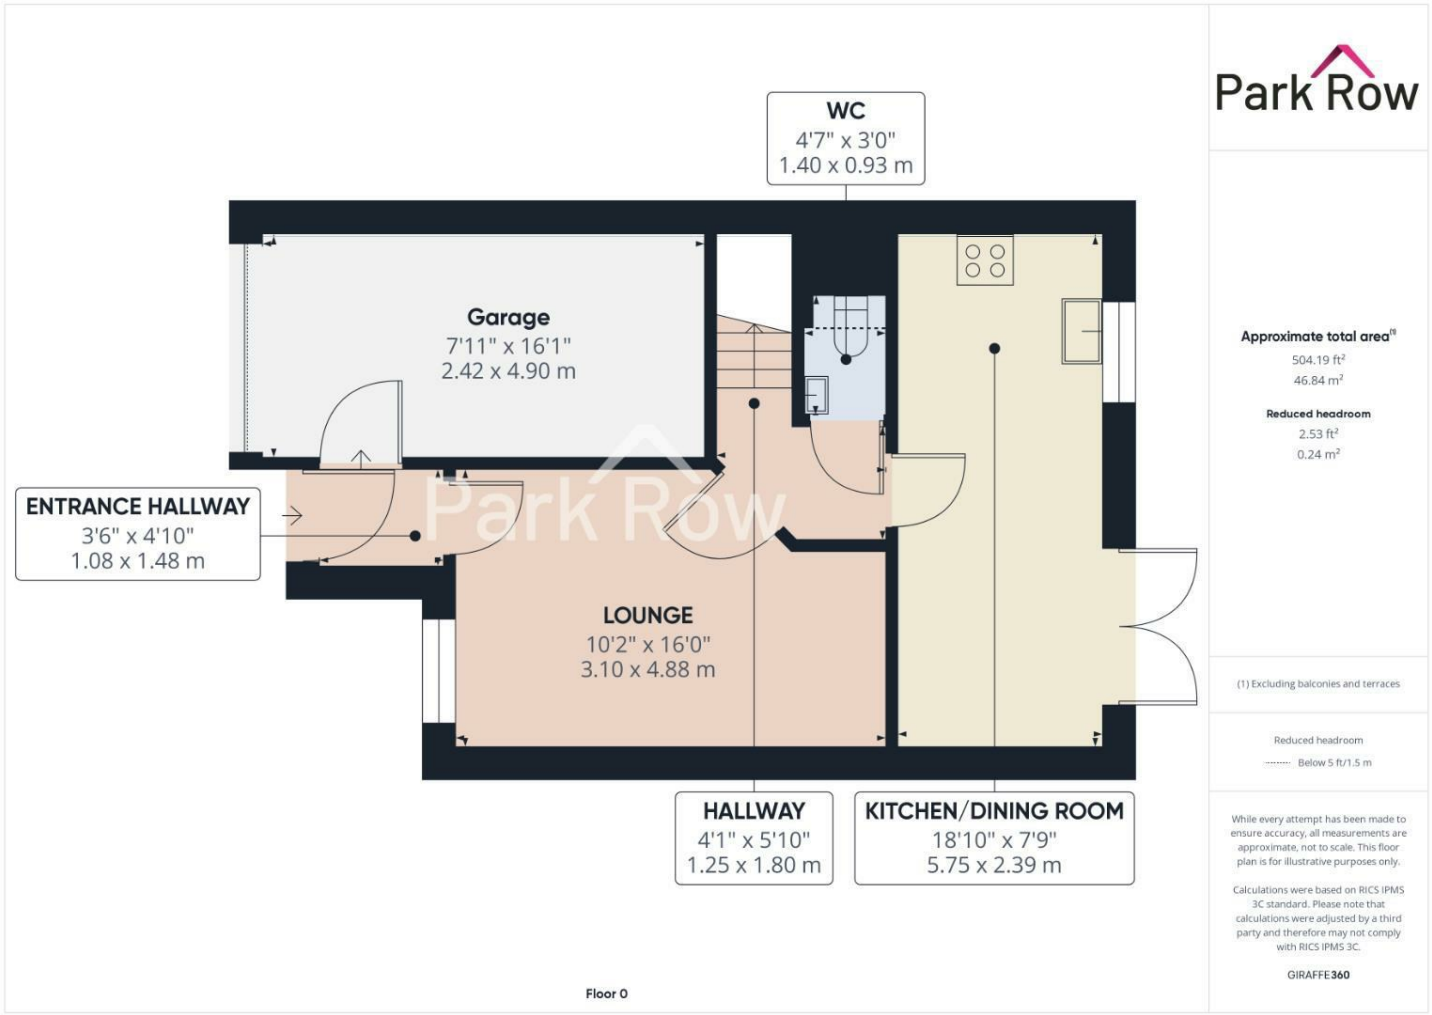 WC
4'7" x 3'0"
1.40 x 0.93 m
Garage
7'11" x 16'1"
2.42 x 4.90 m
ENTRANCE HALLWAY
3'6" x 4'10"
1.08 x 1.48 m
Park Row
LOUNGE
10'2" x 16'0"
3.10 x 4.88 m
HALLWAY
4'1" x 5'10"
1.25 x 1.80 m
KITCHEN/DINING ROOM
18'10" x 7'9"
5.75 x 2.39 m
Floor 0
Park Row
Approximate total area⁽¹⁾
504.19 ft²
46.84 m²
Reduced headroom
2.53 ft²
0.24 m²
(1) Excluding balconies and terraces
Reduced headroom
Below 5 ft/1.5 m
While every attempt has been made to
ensure accuracy, all measurements are
approximate, not to scale. This floor
plan is for illustrative purposes only.
Calculations were based on RICS IPMS
3C standard. Please note that
calculations were adjusted by a third
party and therefore may not comply
with RICS IPMS 3C.
GIRAFFE360